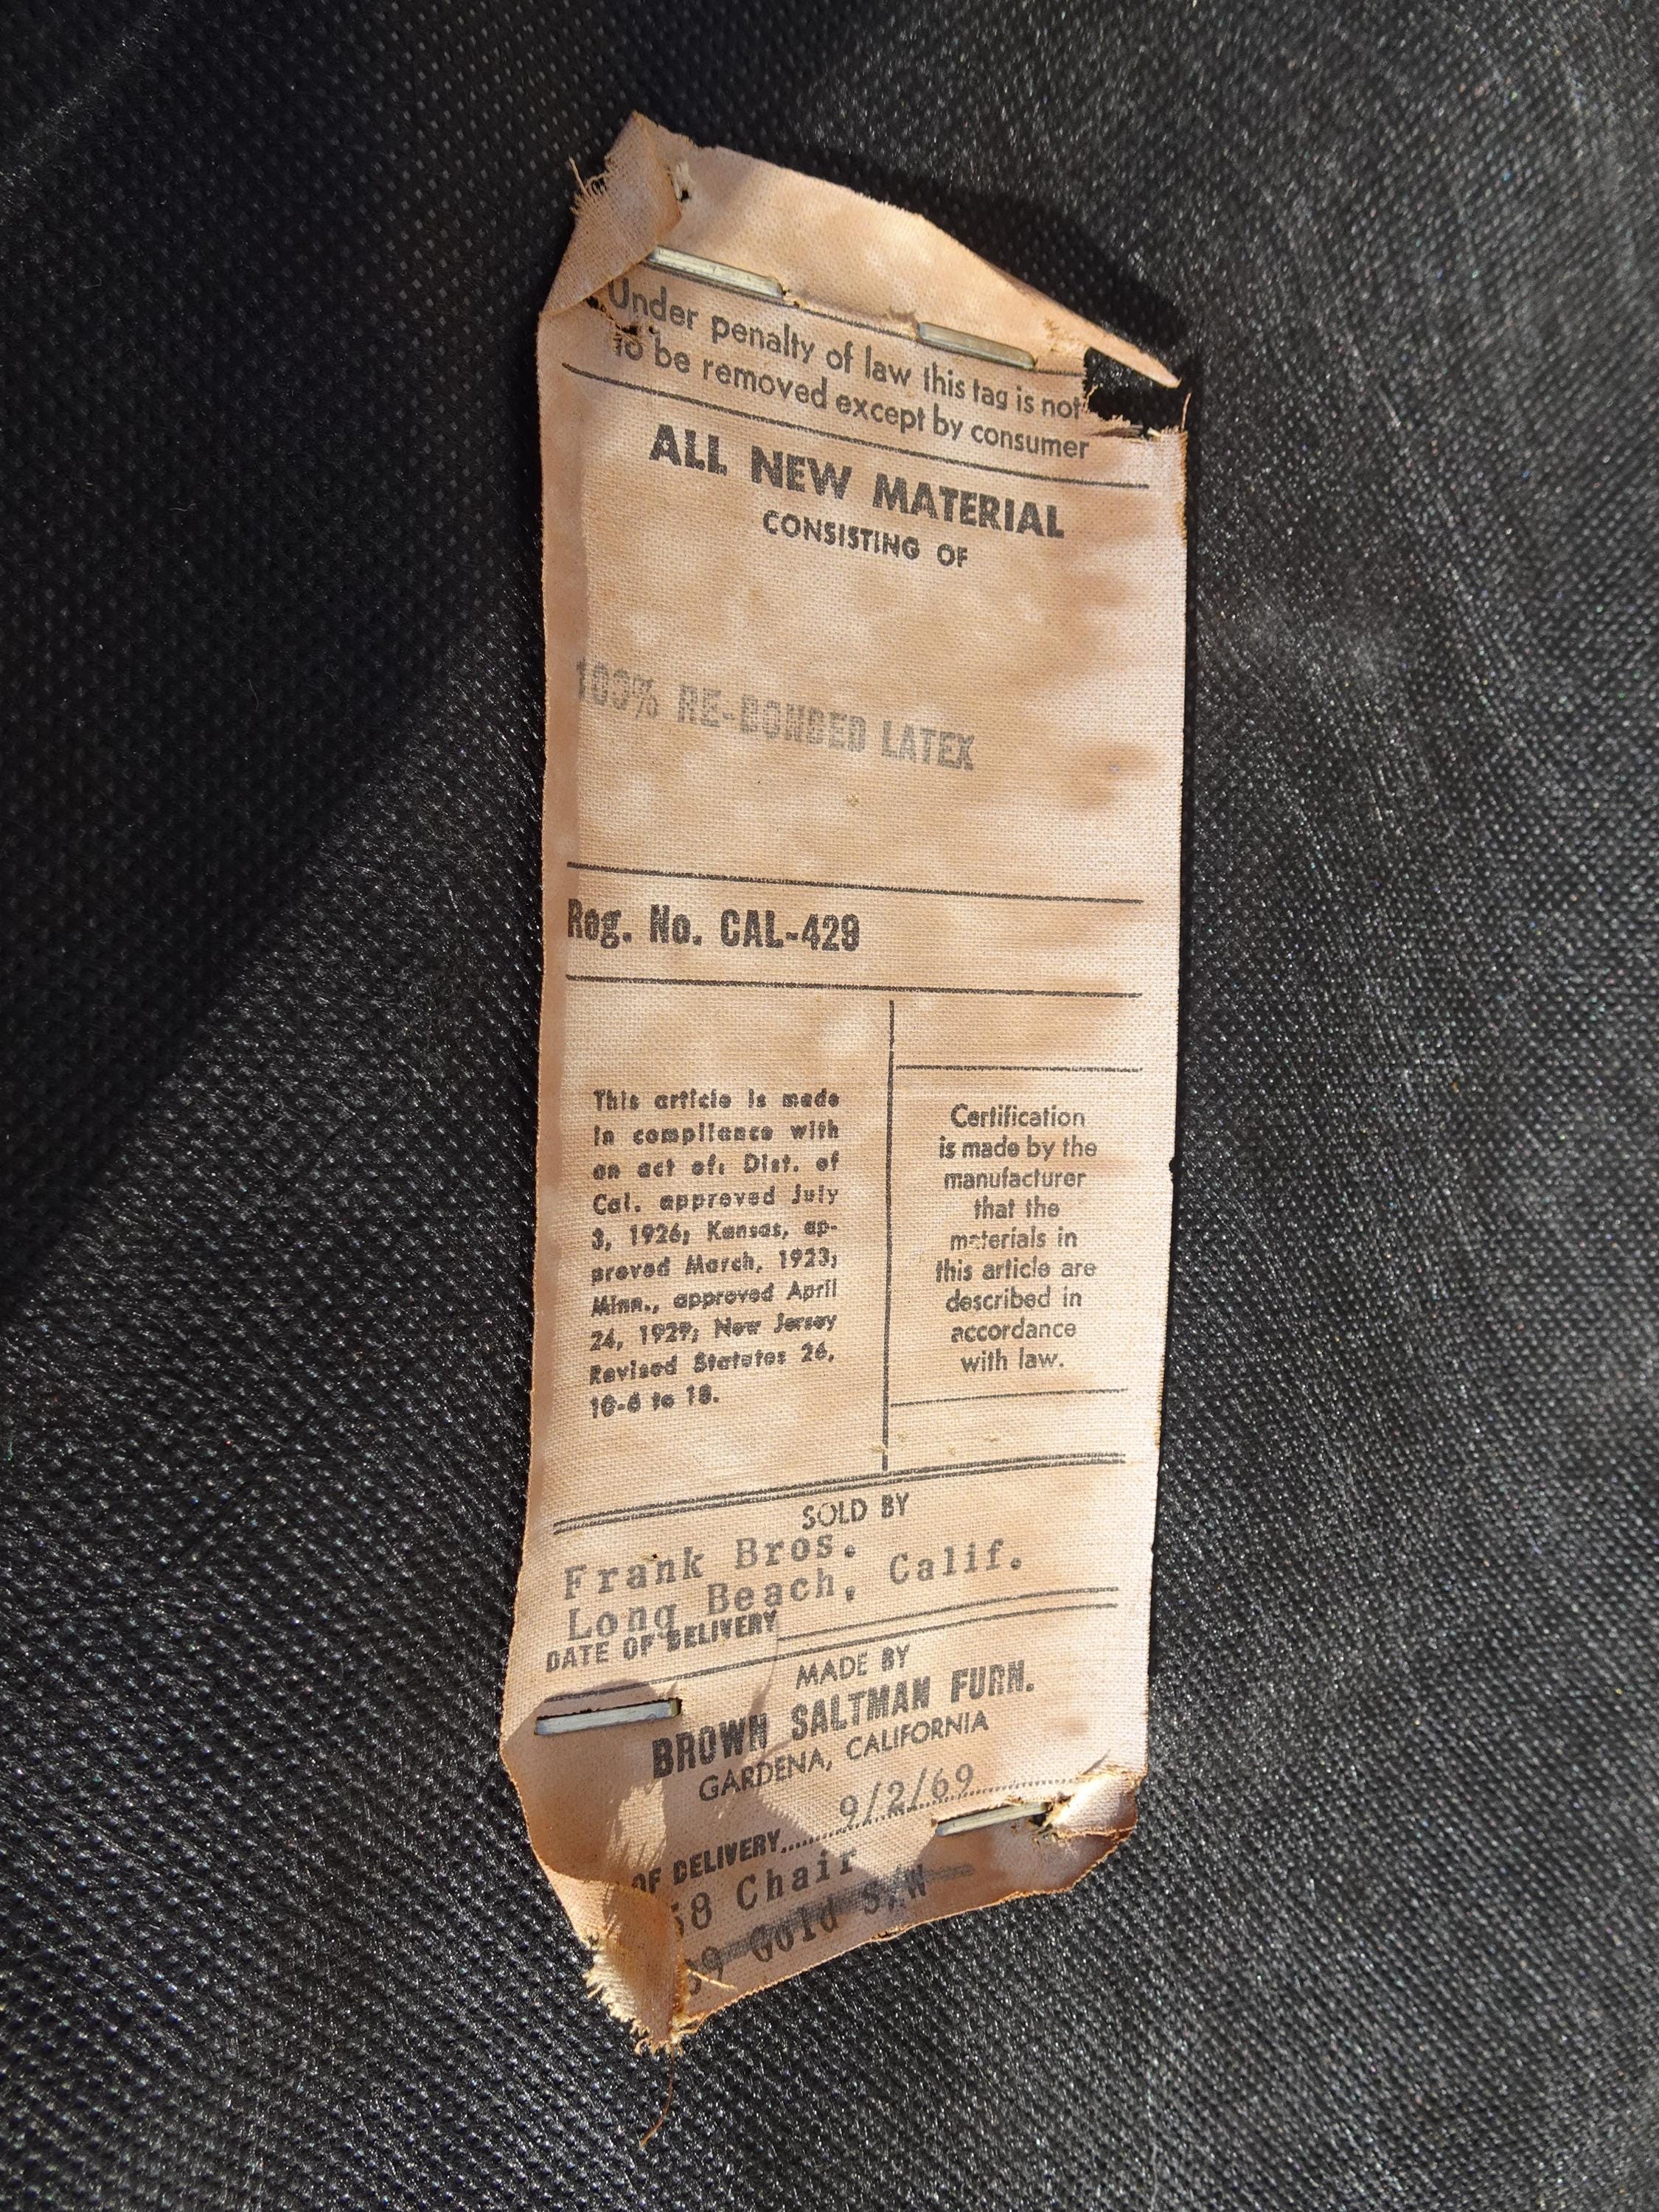 Under penalty of law this tag is not
to be removed except by consumer
ALL NEW MATERIAL
CONSISTING OF
100% RE-BONDED LATEX
Reg. No. CAL-429
This article is made
in compliance with
an act of: Dist. of
Cal. approved July
3, 1926; Kansas, ap-
proved March, 1923;
Minn., approved April
24, 1929; New Jersey
Revised Statutes 26,
10-6 to 18.
Certification
is made by the
manufacturer
that the
materials in
this article are
described in
accordance
with law.
SOLD BY
Frank Bros.
Long Beach, Calif.
DATE OF DELIVERY
MADE BY
BROWN SALTMAN FURN.
GARDENA, CALIFORNIA
9/2/69
OF DELIVERY
58 Chair
Gold S/W